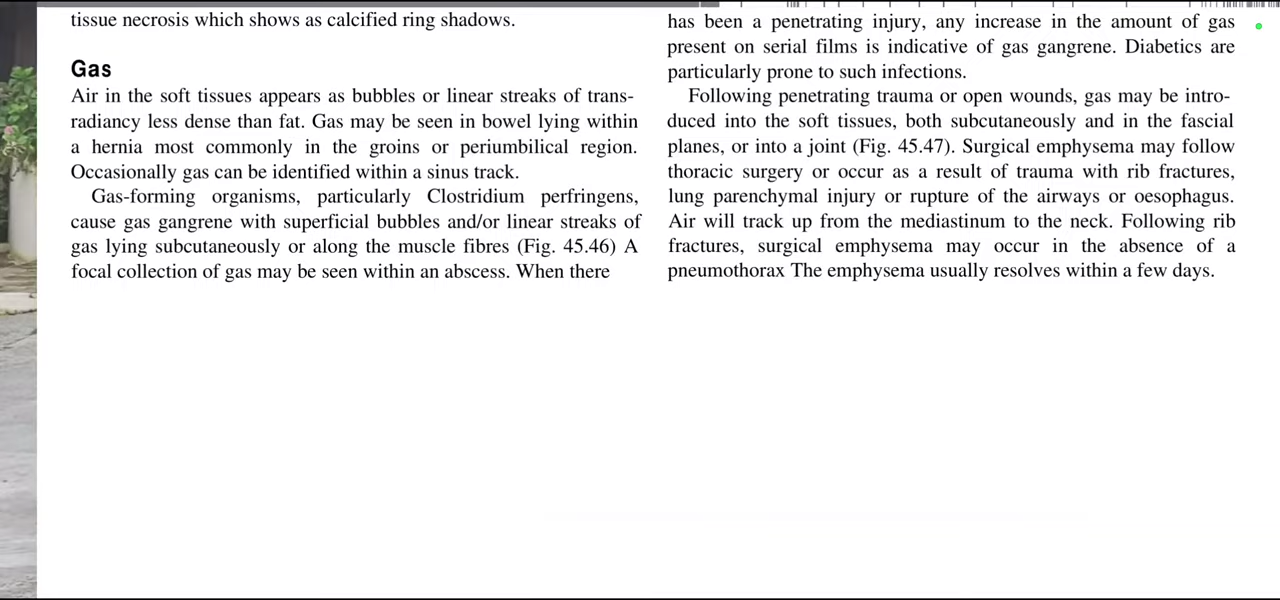 tissue necrosis which shows as calcified ring shadows.
Gas
Air in the soft tissues appears as bubbles or linear streaks of trans-
radiancy less dense than fat. Gas may be seen in bowel lying within
a hernia most commonly in the groins or periumbilical region.
Occasionally gas can be identified within a sinus track.
Gas-forming organisms, particularly Clostridium perfringens,
cause gas gangrene with superficial bubbles and/or linear streaks of
gas lying subcutaneously or along the muscle fibres (Fig. 45.46) A
focal collection of gas may be seen within an abscess. When there
has been a penetrating injury, any increase in the amount of gas
present on serial films is indicative of gas gangrene. Diabetics are
particularly prone to such infections.
Following penetrating trauma or open wounds, gas may be intro-
duced into the soft tissues, both subcutaneously and in the fascial
planes, or into a joint (Fig. 45.47). Surgical emphysema may follow
thoracic surgery or occur as a result of trauma with rib fractures,
lung parenchymal injury or rupture of the airways or oesophagus.
Air will track up from the mediastinum to the neck. Following rib
fractures, surgical emphysema may occur in the absence of a
pneumothorax The emphysema usually resolves within a few days.